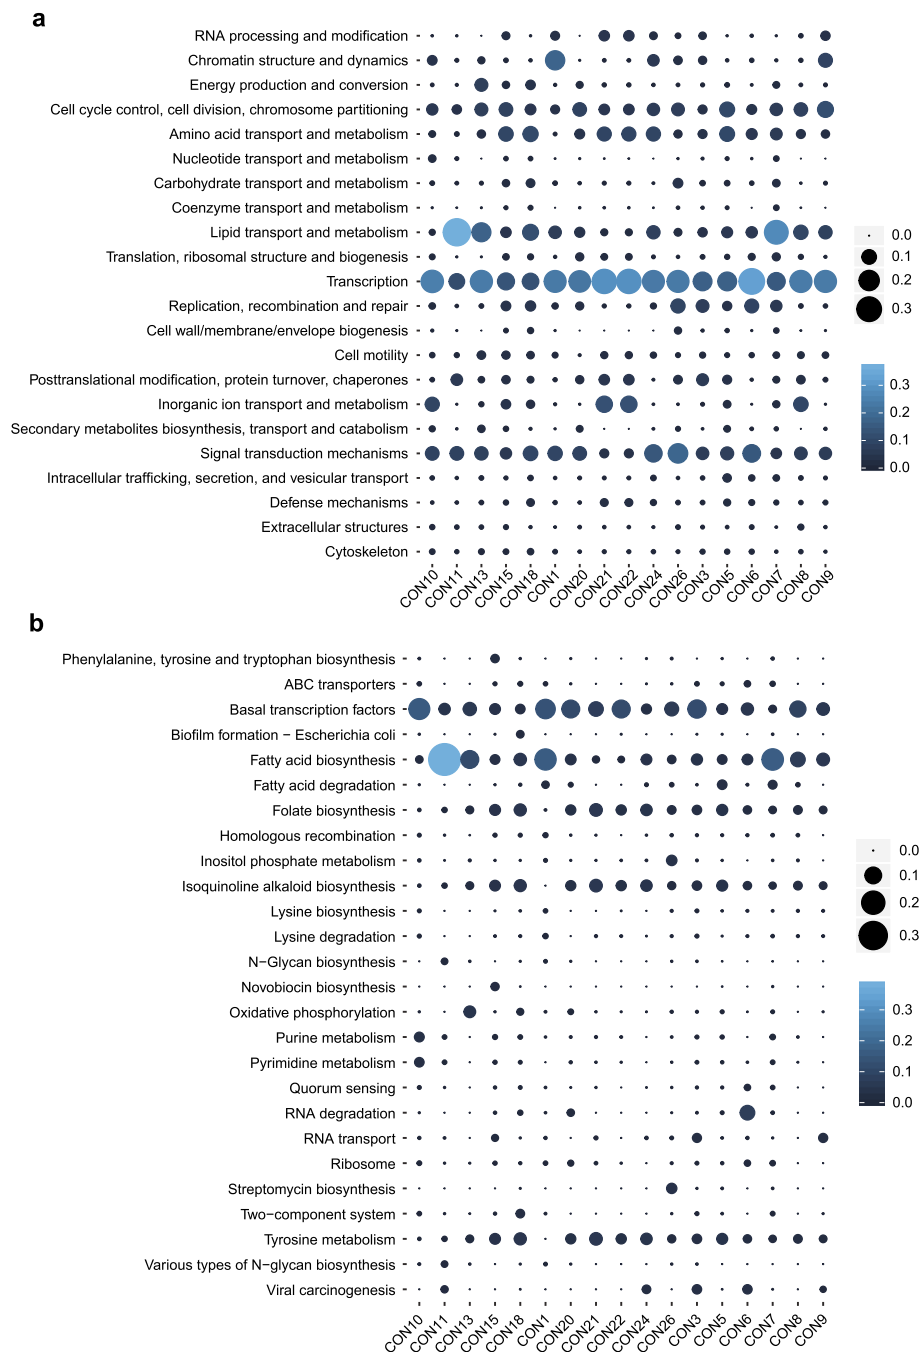 a
RNA processing and modification
Chromatin structure and dynamics
Energy production and conversion
Cell cycle control, cell division, chromosome partitioning
Amino acid transport and metabolism
Nucleotide transport and metabolism
Carbohydrate transport and metabolism
Coenzyme transport and metabolism
Lipid transport and metabolism
Translation, ribosomal structure and biogenesis
Transcription
Replication, recombination and repair
Cell wall/membrane/envelope biogenesis
Cell motility
Posttranslational modification, protein turnover, chaperones
Inorganic ion transport and metabolism
Secondary metabolites biosynthesis, transport and catabolism
Signal transduction mechanisms
Intracellular trafficking, secretion, and vesicular transport
Defense mechanisms
Extracellular structures
Cytoskeleton
CON10 CON11 CON13 CON15 CON18 CON1 CON20 CON21 CON22 CON24 CON26 CON3 CON5 CON6 CON7 CON8 CON9
0.0
0.1
0.2
0.3
0.3
0.2
0.1
0.0
b
Phenylalanine, tyrosine and tryptophan biosynthesis
ABC transporters
Basal transcription factors
Biofilm formation − Escherichia coli
Fatty acid biosynthesis
Fatty acid degradation
Folate biosynthesis
Homologous recombination
Inositol phosphate metabolism
Isoquinoline alkaloid biosynthesis
Lysine biosynthesis
Lysine degradation
N−Glycan biosynthesis
Novobiocin biosynthesis
Oxidative phosphorylation
Purine metabolism
Pyrimidine metabolism
Quorum sensing
RNA degradation
RNA transport
Ribosome
Streptomycin biosynthesis
Two−component system
Tyrosine metabolism
Various types of N−glycan biosynthesis
Viral carcinogenesis
CON10 CON11 CON13 CON15 CON18 CON1 CON20 CON21 CON22 CON24 CON26 CON3 CON5 CON6 CON7 CON8 CON9
0.0
0.1
0.2
0.3
0.3
0.2
0.1
0.0